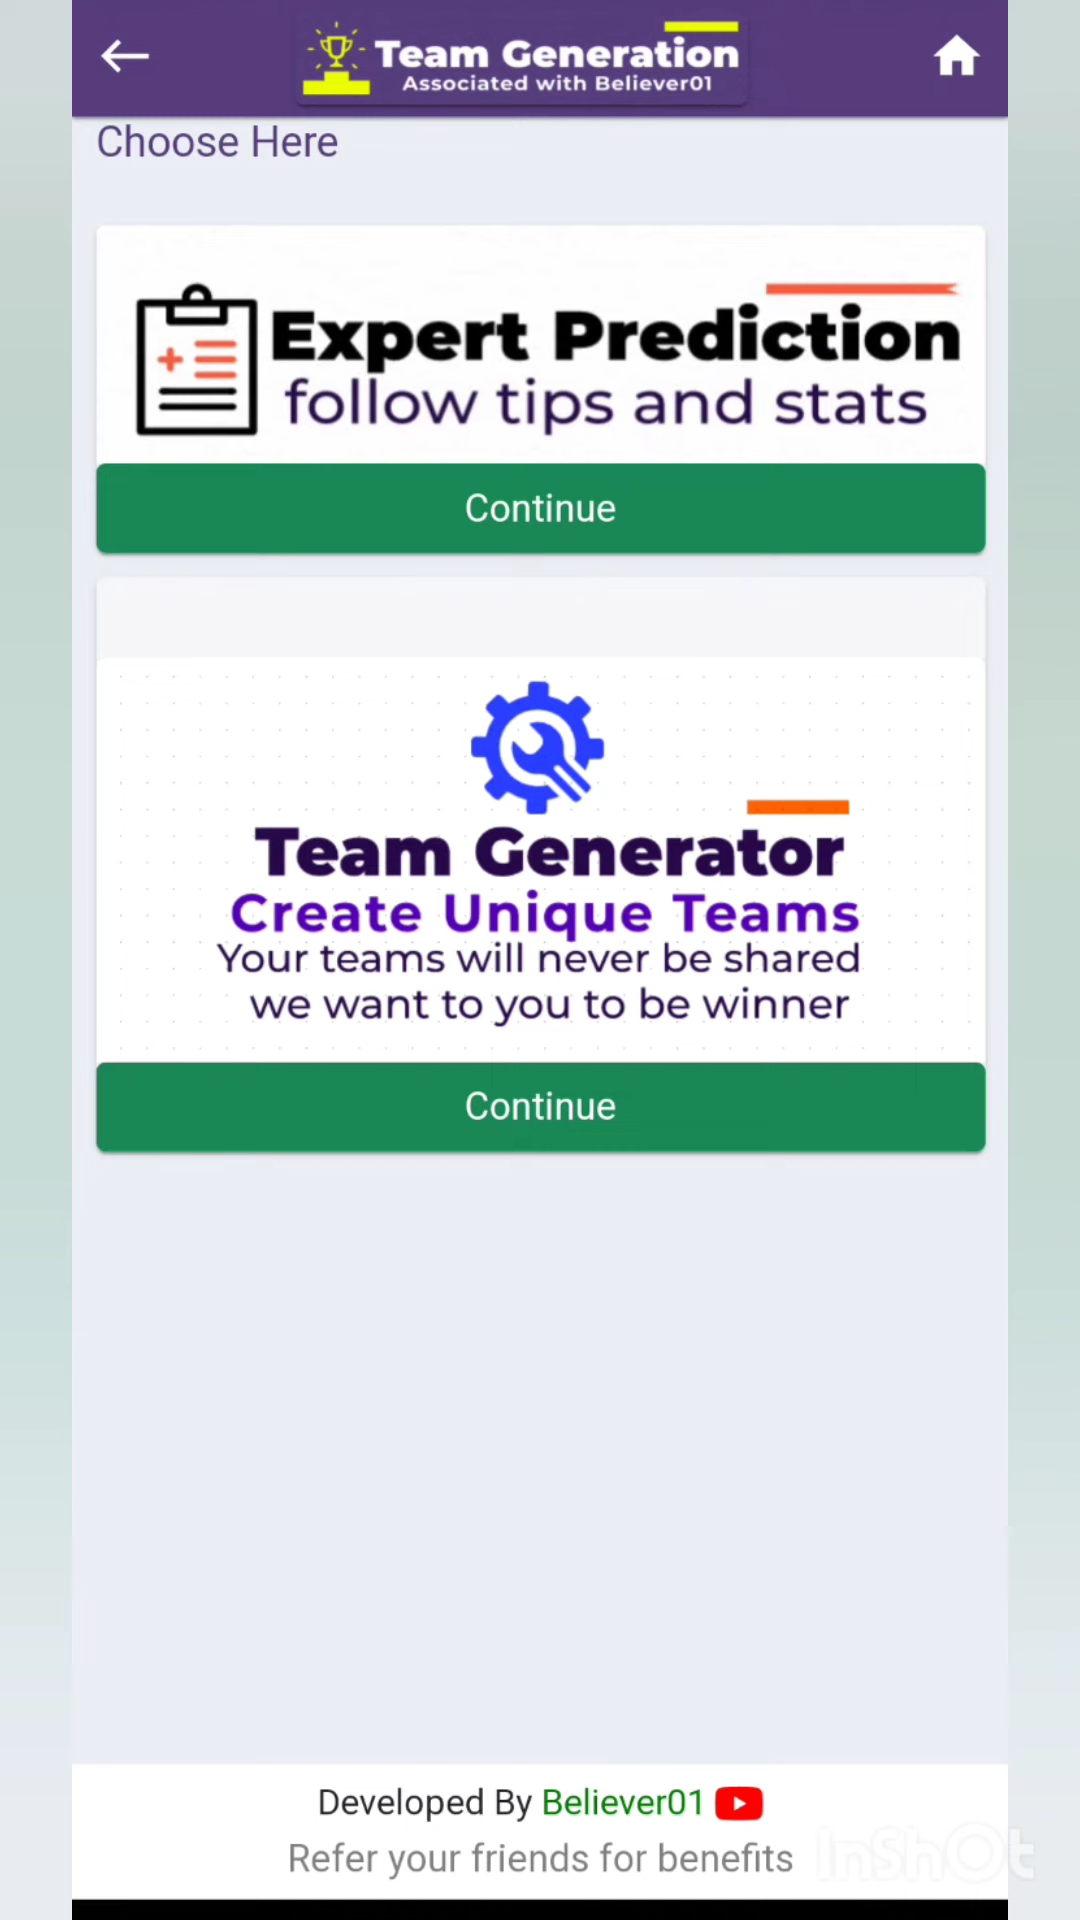 Team Generation
Associated with Believer01
Choose Here
Expert Prediction
follow tips and stats
Continue
Team Generator
Create Unique Teams
Your teams will never be shared
we want to you to be winner
Continue
Developed By Believer01
Refer your friends for benefits
InShOt